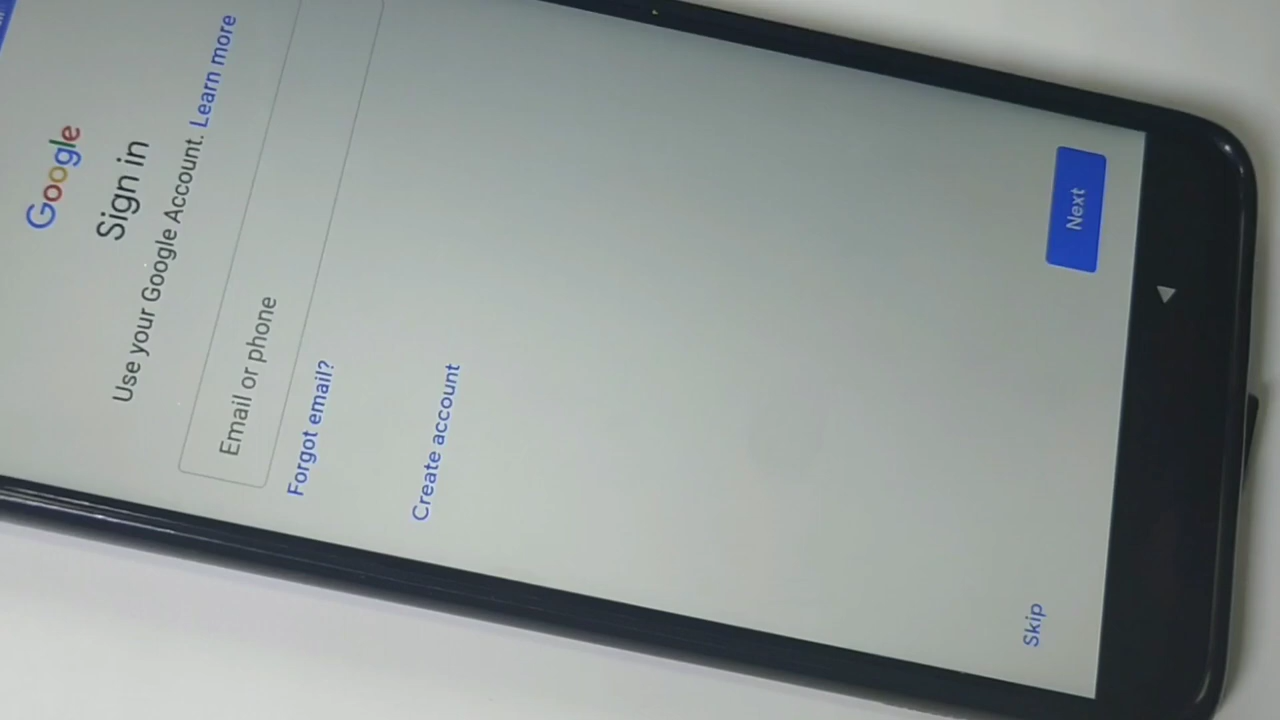 Google
Sign in
Use your Google Account. Learn more
Email or phone
Forgot email?
Create account
Skip
Next